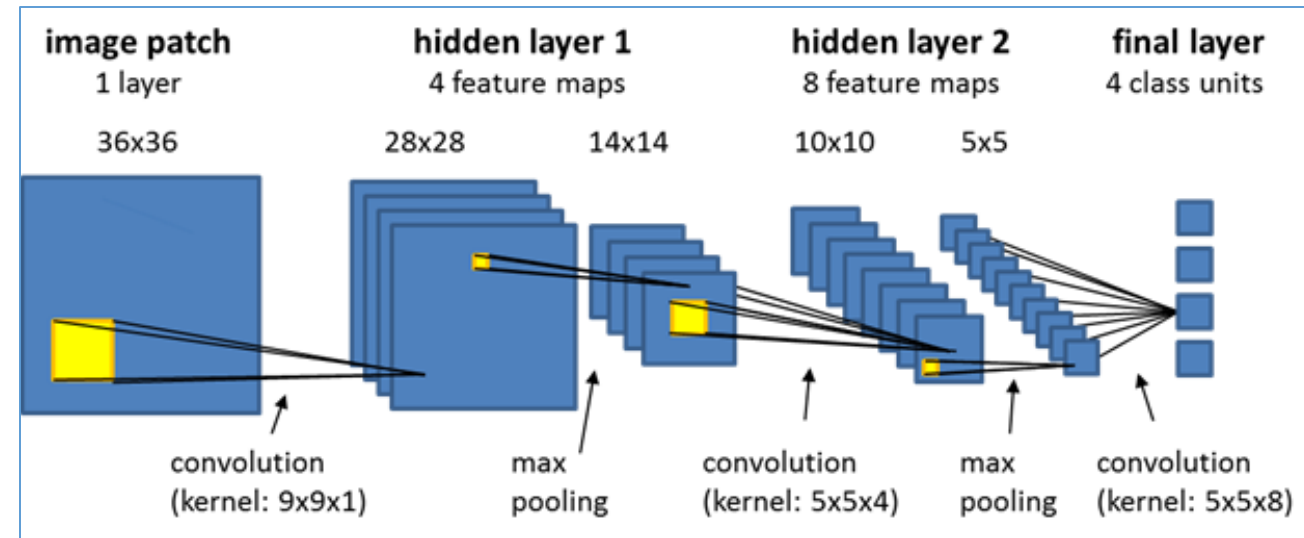 image patch
1 layer
36x36
hidden layer 1
4 feature maps
28x28
14x14
hidden layer 2
8 feature maps
10x10
5x5
final layer
4 class units
convolution
(kernel: 9x9x1)
max
pooling
convolution
(kernel: 5x5x4)
max
pooling
convolution
(kernel: 5x5x8)